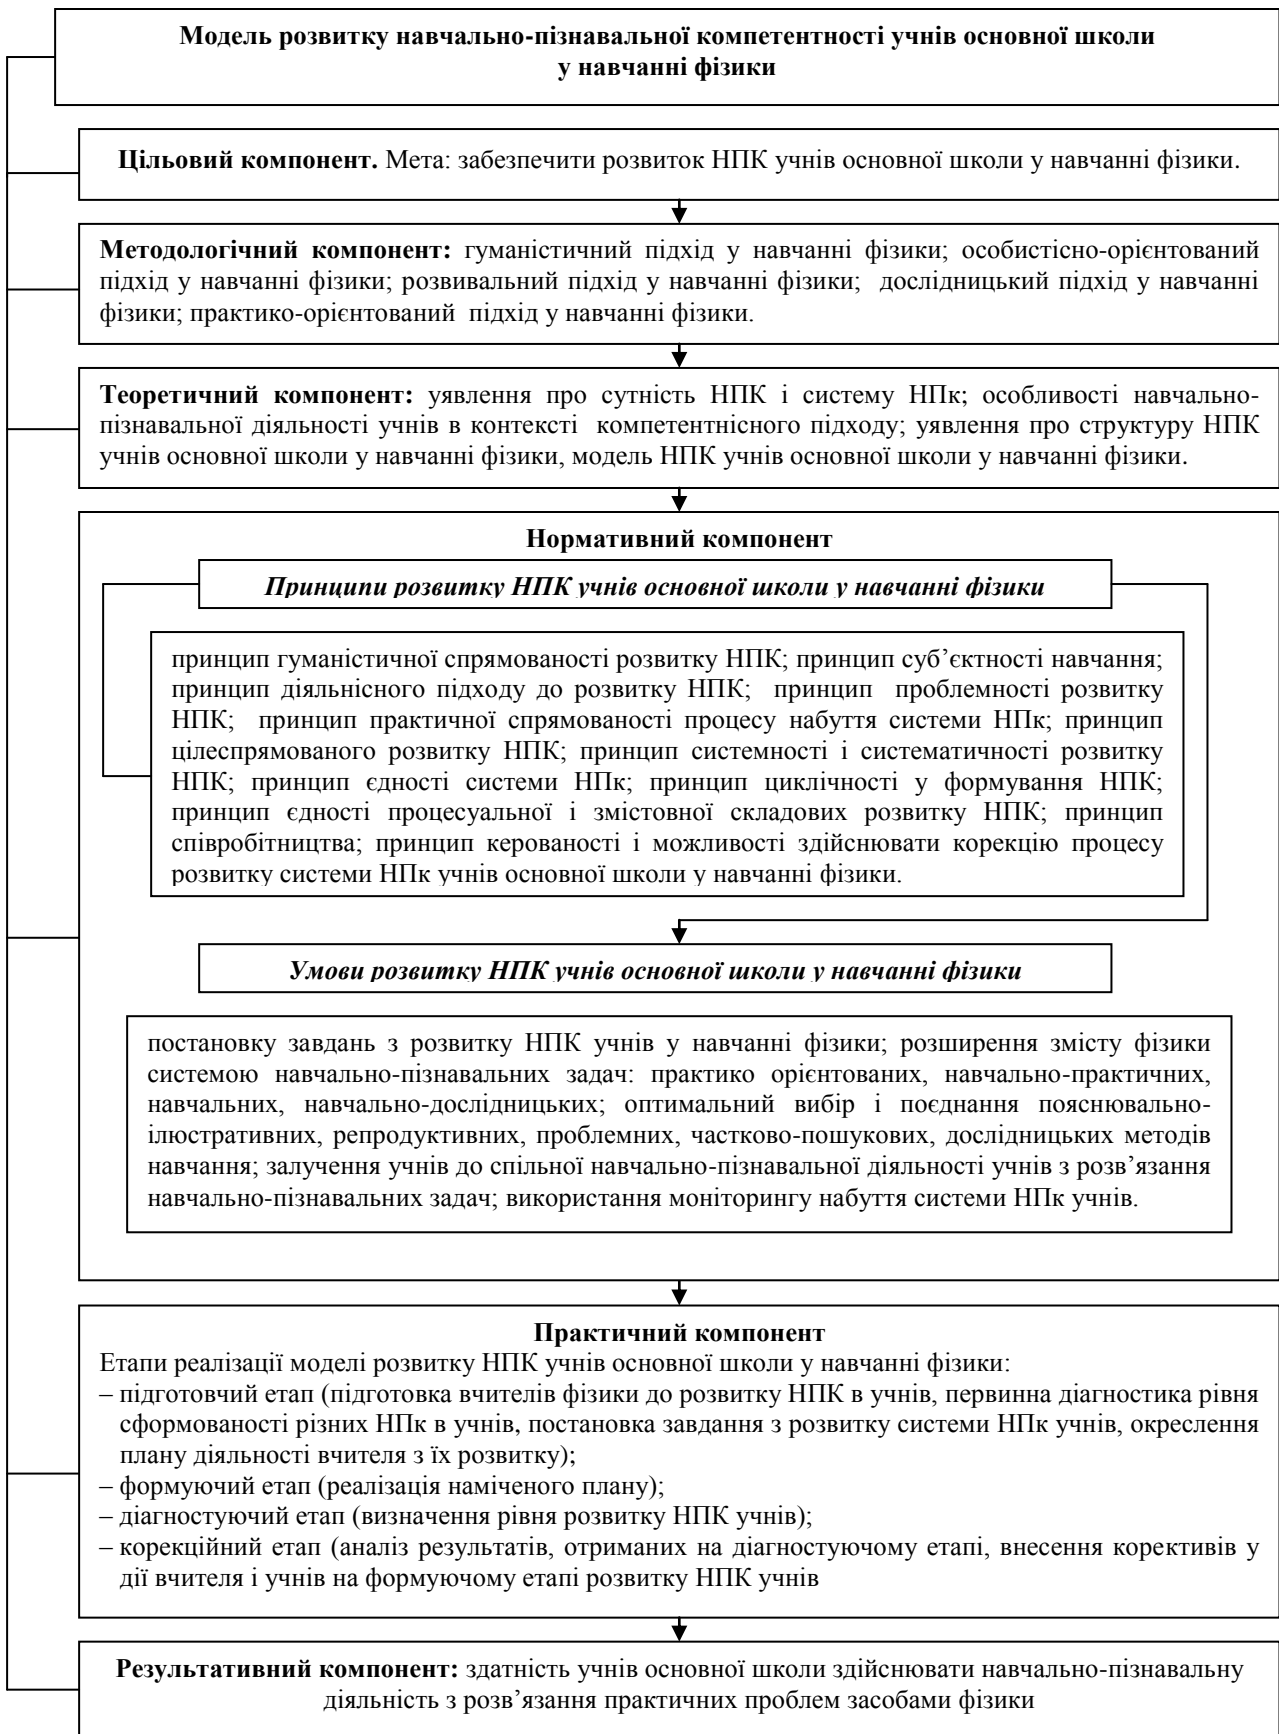 Модель розвитку навчально-пізнавальної компетентності учнів основної школи
у навчанні фізики
Цільовий компонент. Мета: забезпечити розвиток НПК учнів основної школи у навчанні фізики.
Методологічний компонент: гуманістичний підхід у навчанні фізики; особистісно-орієнтований
підхід у навчанні фізики; розвивальний підхід у навчанні фізики; дослідницький підхід у навчанні
фізики; практико-орієнтований підхід у навчанні фізики.
Теоретичний компонент: уявлення про сутність НПК і систему НПк; особливості навчально-
пізнавальної діяльності учнів в контексті компетентнісного підходу; уявлення про структуру НПК
учнів основної школи у навчанні фізики, модель НПК учнів основної школи у навчанні фізики.
Нормативний компонент
Принципи розвитку НПК учнів основної школи у навчанні фізики
принцип гуманістичної спрямованості розвитку НПК; принцип суб’єктності навчання;
принцип діяльнісного підходу до розвитку НПК; принцип проблемності розвитку
НПК; принцип практичної спрямованості процесу набуття системи НПк; принцип
цілеспрямованого розвитку НПК; принцип системності і систематичності розвитку
НПК; принцип єдності системи НПк; принцип циклічності у формування НПК;
принцип єдності процесуальної і змістовної складових розвитку НПК; принцип
співробітництва; принцип керованості і можливості здійснювати корекцію процесу
розвитку системи НПк учнів основної школи у навчанні фізики.
Умови розвитку НПК учнів основної школи у навчанні фізики
постановку завдань з розвитку НПК учнів у навчанні фізики; розширення змісту фізики
системою навчально-пізнавальних задач: практико орієнтованих, навчально-практичних,
навчальних, навчально-дослідницьких; оптимальний вибір і поєднання пояснювально-
ілюстративних, репродуктивних, проблемних, частково-пошукових, дослідницьких методів
навчання; залучення учнів до спільної навчально-пізнавальної діяльності учнів з розв’язання
навчально-пізнавальних задач; використання моніторингу набуття системи НПк учнів.
Практичний компонент
Етапи реалізації моделі розвитку НПК учнів основної школи у навчанні фізики:
– підготовчий етап (підготовка вчителів фізики до розвитку НПК в учнів, первинна діагностика рівня
сформованості різних НПк в учнів, постановка завдання з розвитку системи НПк учнів, окреслення
плану діяльності вчителя з їх розвитку);
– формуючий етап (реалізація наміченого плану);
– діагностуючий етап (визначення рівня розвитку НПК учнів);
– корекційний етап (аналіз результатів, отриманих на діагностуючому етапі, внесення корективів у
дії вчителя і учнів на формуючому етапі розвитку НПК учнів
Результативний компонент: здатність учнів основної школи здійснювати навчально-пізнавальну
діяльність з розв’язання практичних проблем засобами фізики